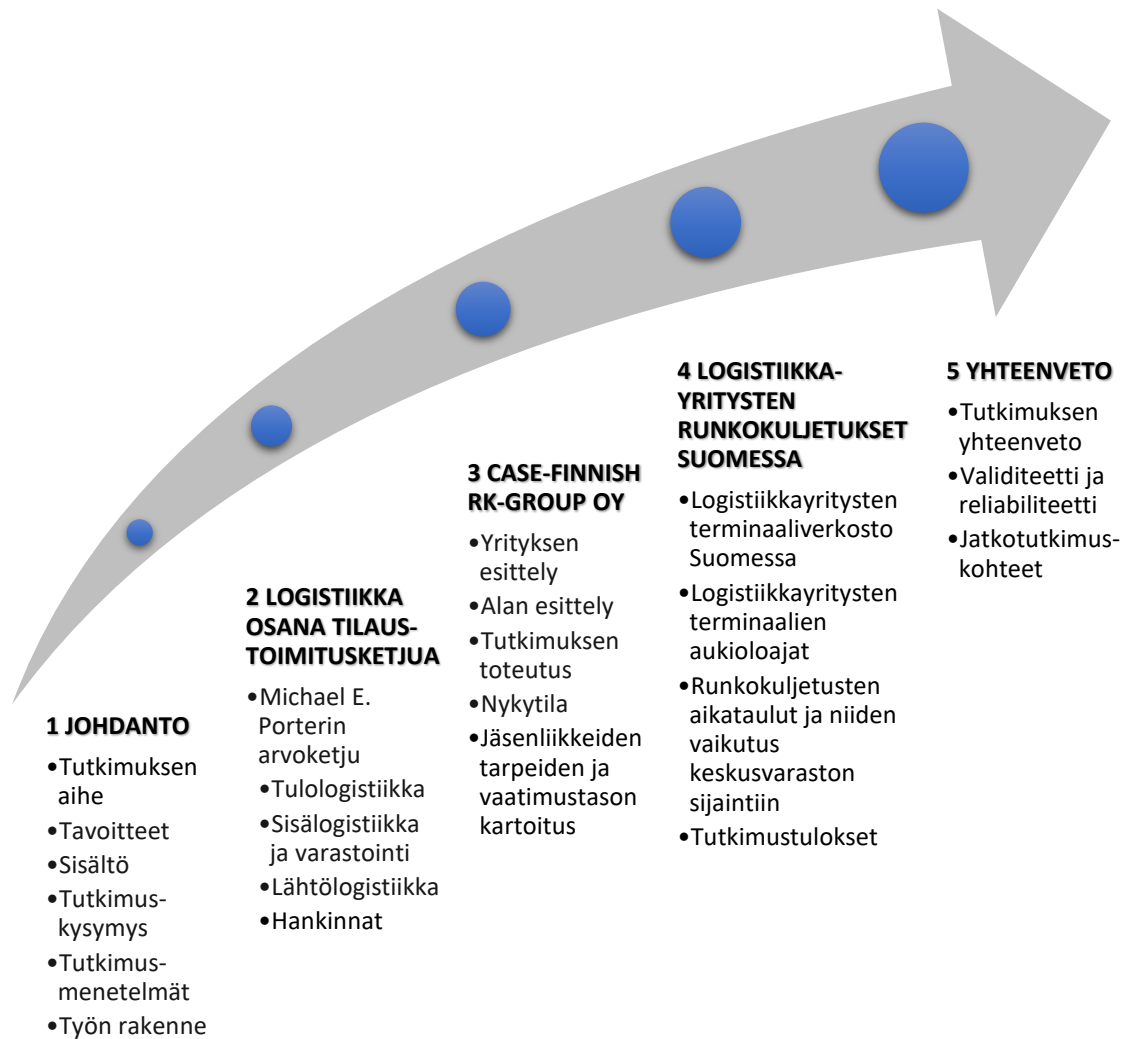 1 JOHDANTO
•Tutkimuksen
aihe
•Tavoitteet
•Sisältö
•Tutkimus-
kysymys
•Tutkimus-
menetelmät
•Työn rakenne
2 LOGISTIIKKA
OSANA TILAUS-
TOIMITUSKETJUA
•Michael E.
Porterin
arvoketju
•Tulologistiikka
•Sisälogistiikka
ja varastointi
•Lähtölogistiikka
•Hankinnat
3 CASE-FINNISH
RK-GROUP OY
•Yrityksen
esittely
•Alan esittely
•Tutkimuksen
toteutus
•Nykytila
•Jäsenliikkeiden
tarpeiden ja
vaatimustason
kartoitus
4 LOGISTIIKKA-
YRITYSTEN
RUNKOKULJETUKSET
SUOMESSA
•Logistiikkayritysten
terminaaliverkosto
Suomessa
•Logistiikkayritysten
terminaalien
aukioloajat
•Runkokuljetusten
aikataulut ja niiden
vaikutus
keskusvaraston
sijaintiin
•Tutkimustulokset
5 YHTEENVETO
•Tutkimuksen
yhteenveto
•Validiteetti ja
reliabiliteetti
•Jatkotutkimus-
kohteet